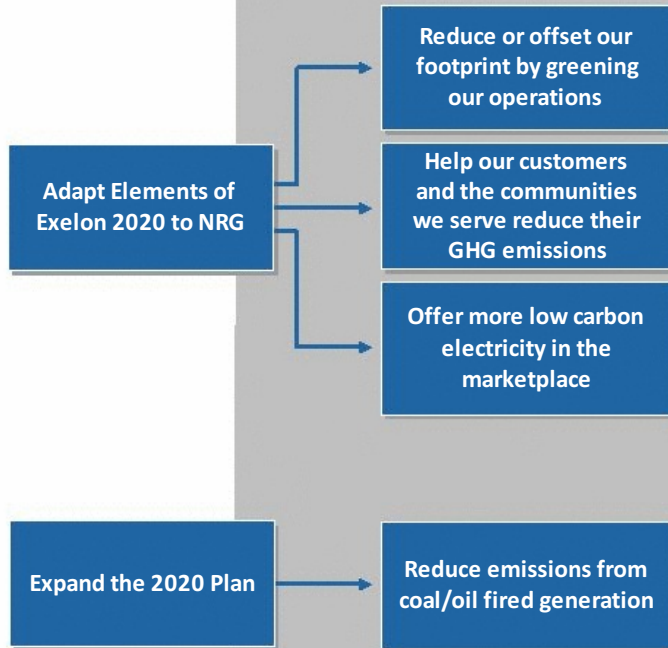 Reduce or offset our
footprint by greening
our operations
Adapt Elements of
Exelon 2020 to NRG
Help our customers
and the communities
we serve reduce their
GHG emissions
Offer more low carbon
electricity in the
marketplace
Expand the 2020 Plan
Reduce emissions from
coal/oil fired generation